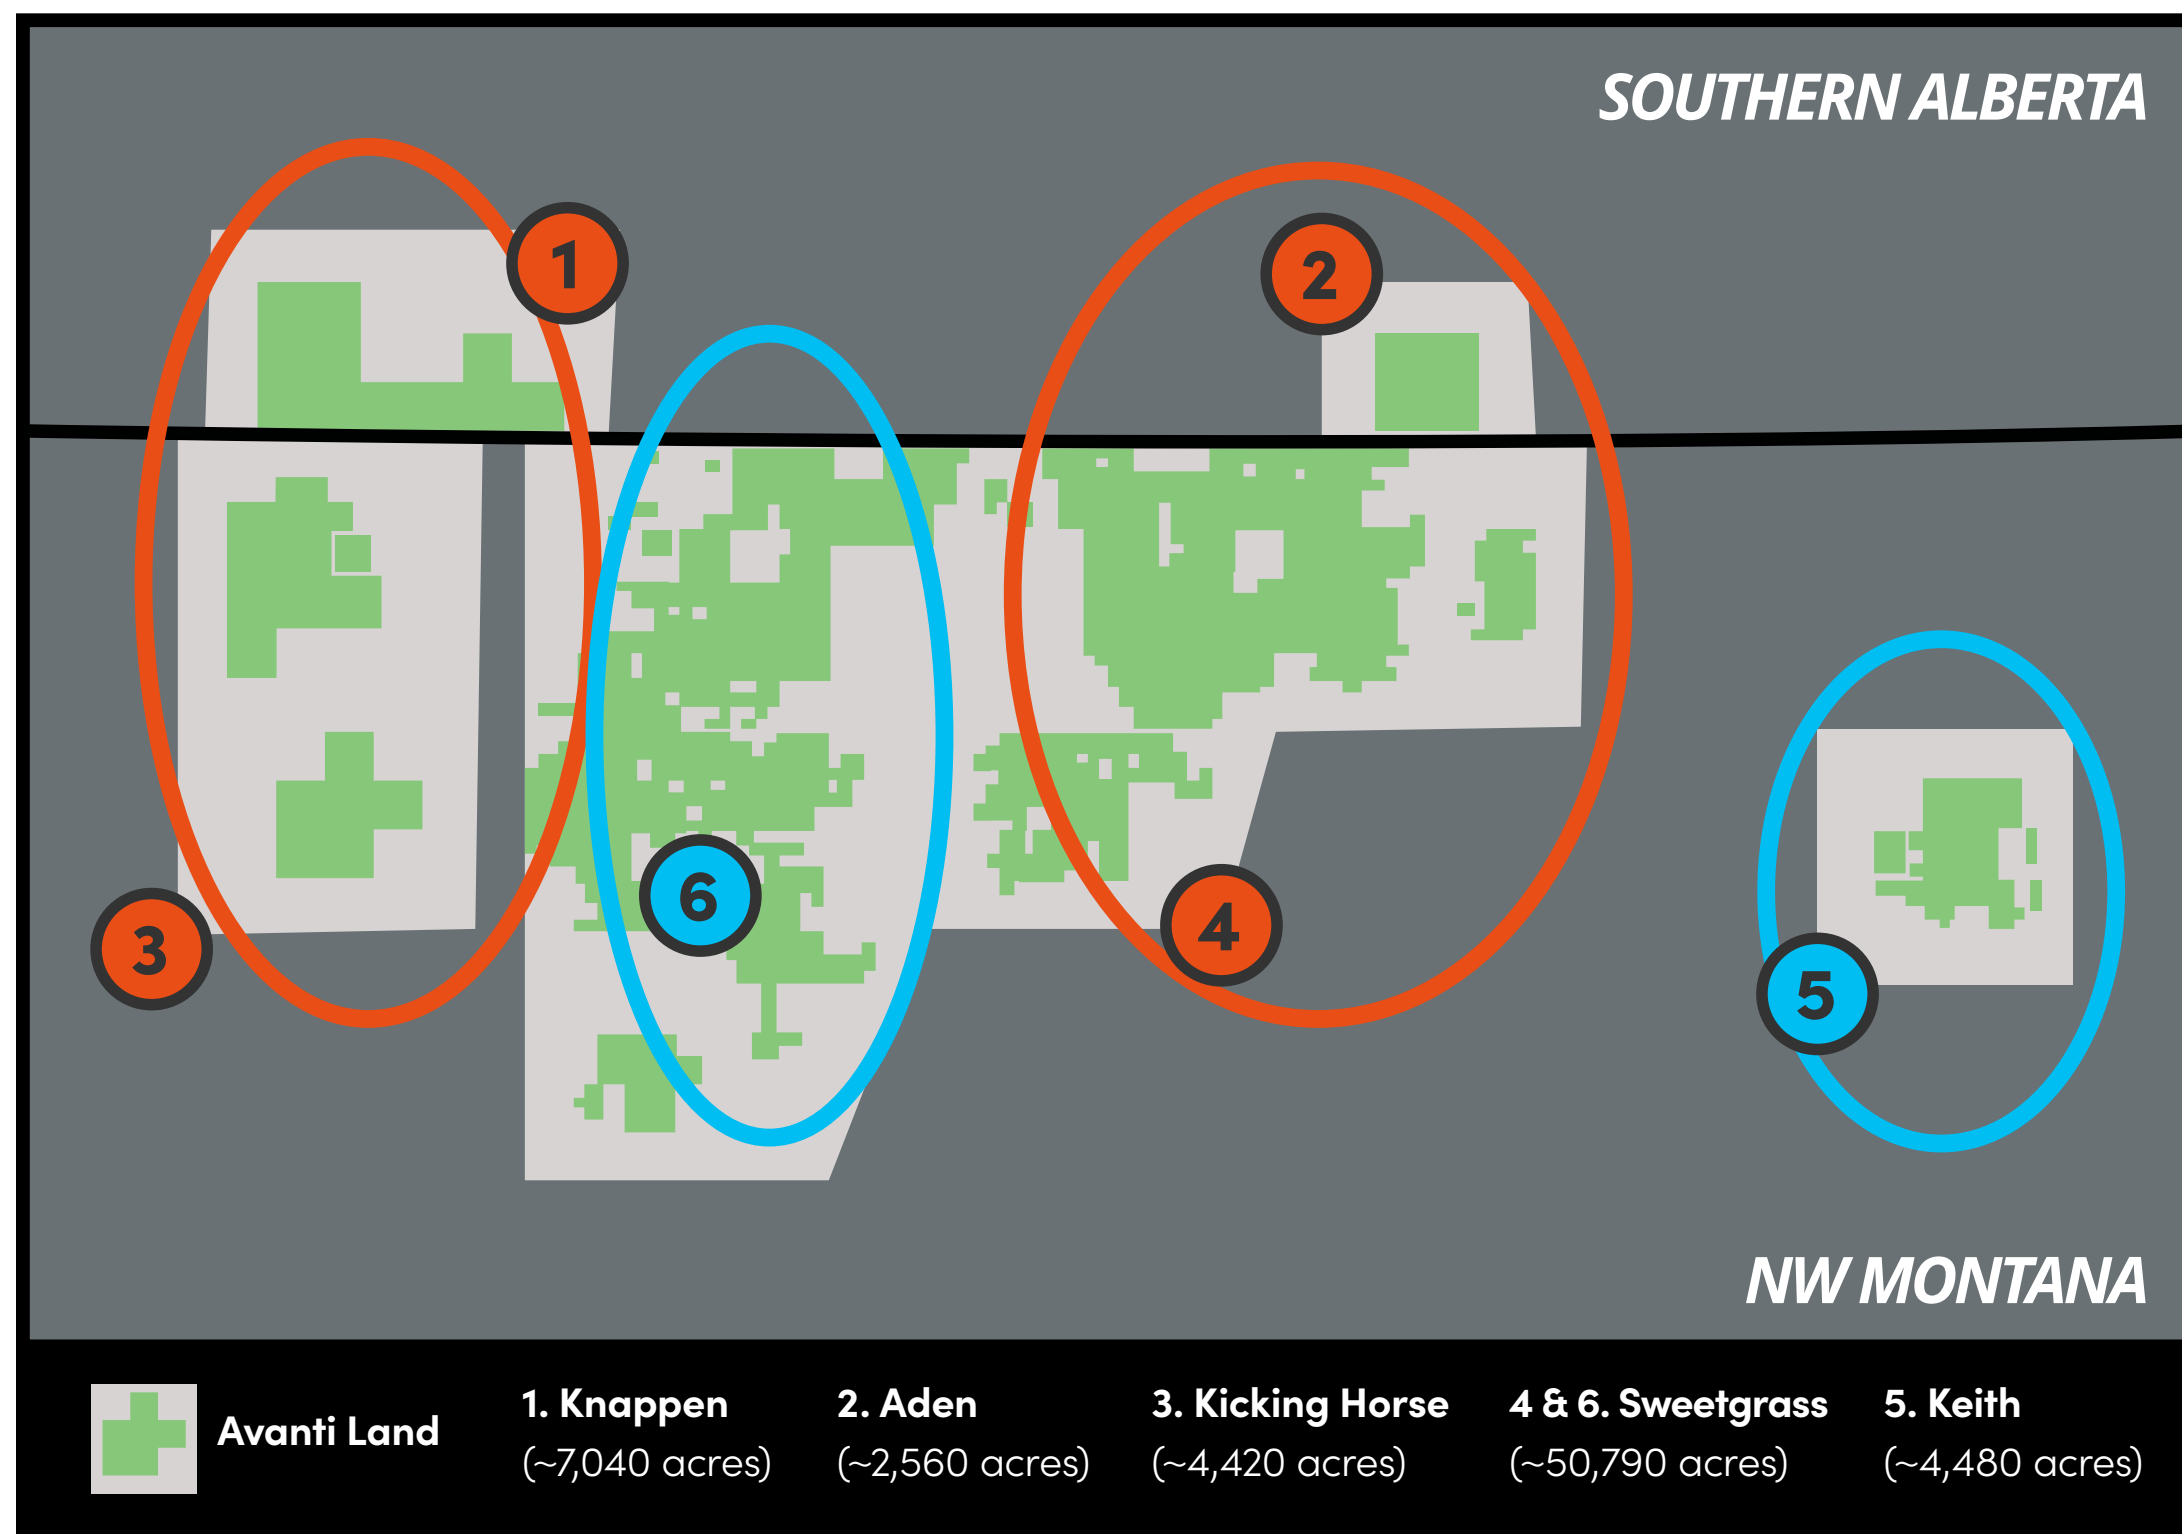 SOUTHERN ALBERTA
1
2
6
4
3
5
NW MONTANA
Avanti Land
1. Knappen
(~7,040 acres)
2. Aden
(~2,560 acres)
3. Kicking Horse
(~4,420 acres)
4 & 6. Sweetgrass
(~50,790 acres)
5. Keith
(~4,480 acres)